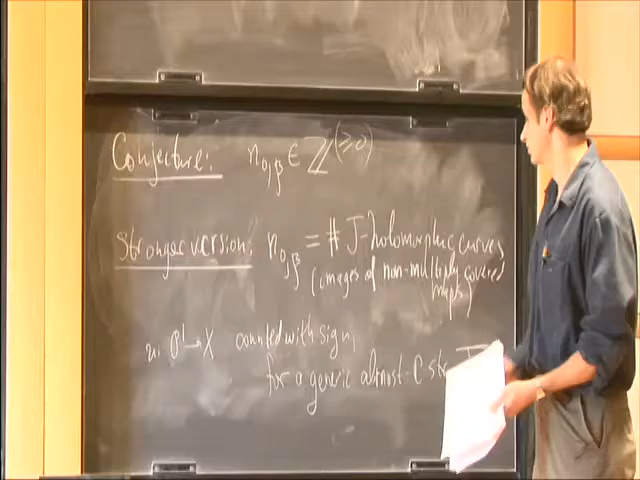 Conjecture: n₀,β ∈ ℤ (≥0)
Stronger version: n₀,β = # J-holomorphic curves
(images of non-multiply covered
maps)
u: ℙ¹→X counted with sign,
for a generic almost-ℂ-str. J